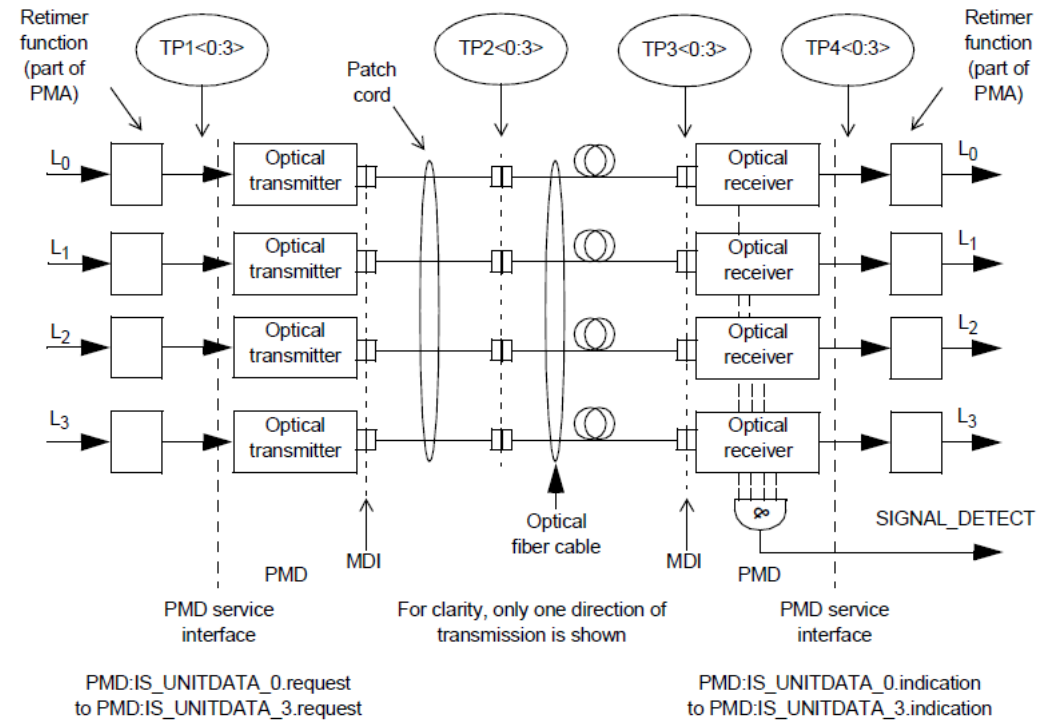 Retimer
function
(part of
PMA)
TP1<0:3>
Patch
cord
TP2<0:3>
TP3<0:3>
TP4<0:3>
Retimer
function
(part of
PMA)
L0
Optical
transmitter
Optical
receiver
L0
L1
Optical
transmitter
Optical
receiver
L1
L2
Optical
transmitter
Optical
receiver
L2
L3
Optical
transmitter
Optical
receiver
L3
&
SIGNAL_DETECT
Optical
fiber cable
MDI
MDI
PMD
PMD
PMD service
interface
For clarity, only one direction of
transmission is shown
PMD service
interface
PMD:IS_UNITDATA_0.request
to PMD:IS_UNITDATA_3.request
PMD:IS_UNITDATA_0.indication
to PMD:IS_UNITDATA_3.indication